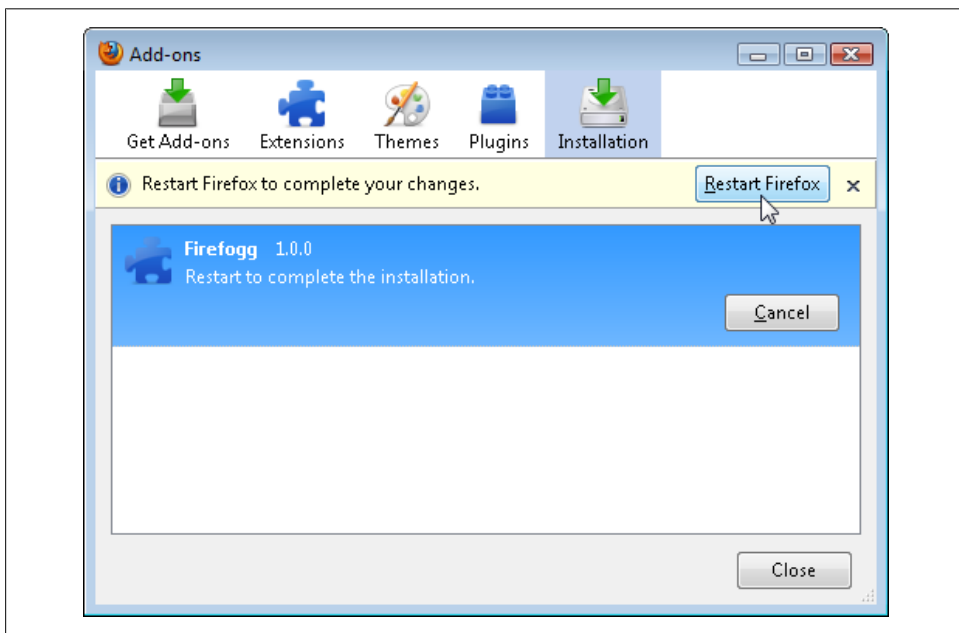 Add-ons
Get Add-ons Extensions Themes Plugins Installation
Restart Firefox to complete your changes. Restart Firefox
Firefogg 1.0.0
Restart to complete the installation.
Cancel
Close